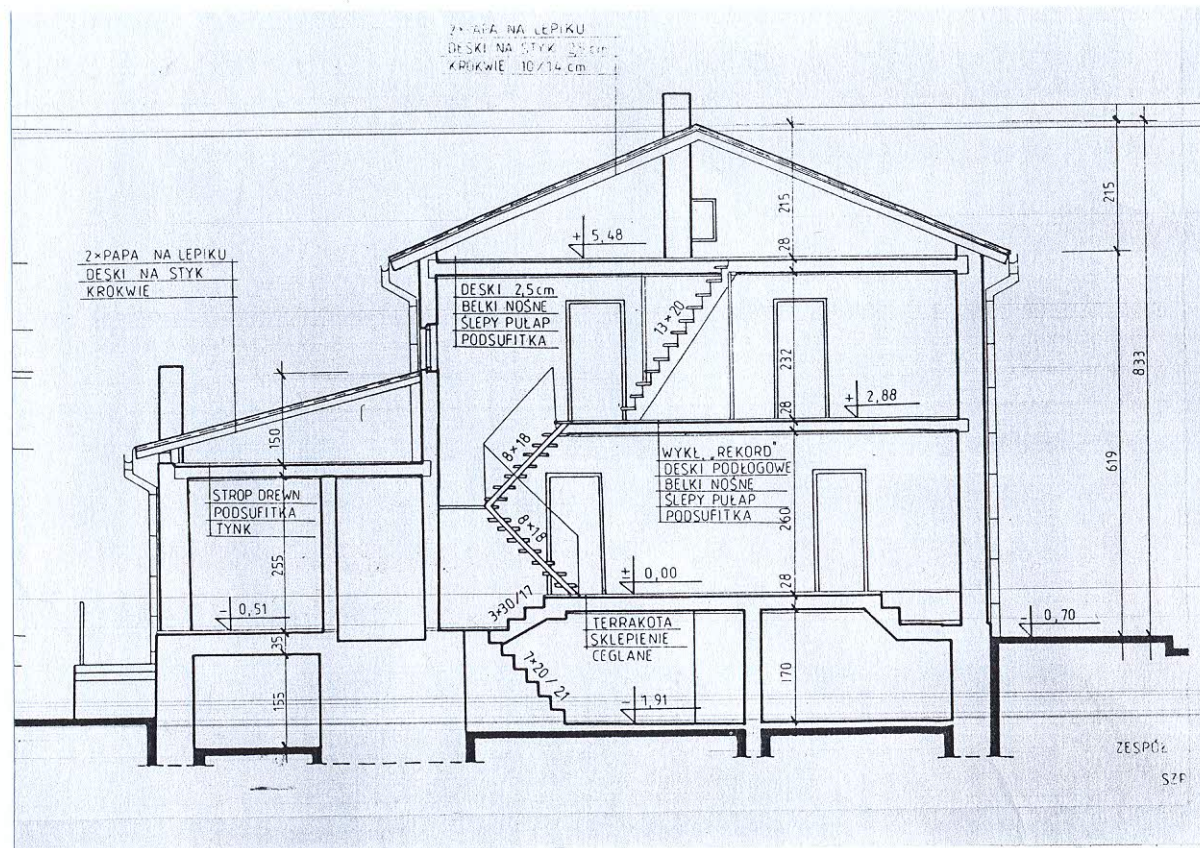 2×PAPA NA LEPIKU
DESKI NA STYK 2,5 cm
KROKWIE 10/14 cm
215
215
28
+ 5,48
2×PAPA NA LEPIKU
DESKI NA STYK
KROKWIE
DESKI 2,5cm
BELKI NOŚNE
ŚLEPY PUŁAP
PODSUFITKA
13×20
232
833
28
+ 2,88
150
8×18
WYKŁ. „REKORD"
DESKI PODŁOGOWE
BELKI NOŚNE
ŚLEPY PUŁAP
PODSUFITKA
619
STROP DREWN
PODSUFITKA
TYNK
8×18
260
255
± 0,00
28
- 0,51
3×30/17
TERRAKOTA
SKLEPIENIE
CEGLANE
- 0,70
35
7×20/21
170
155
- 1,91
ZESPÓŁ
SZP